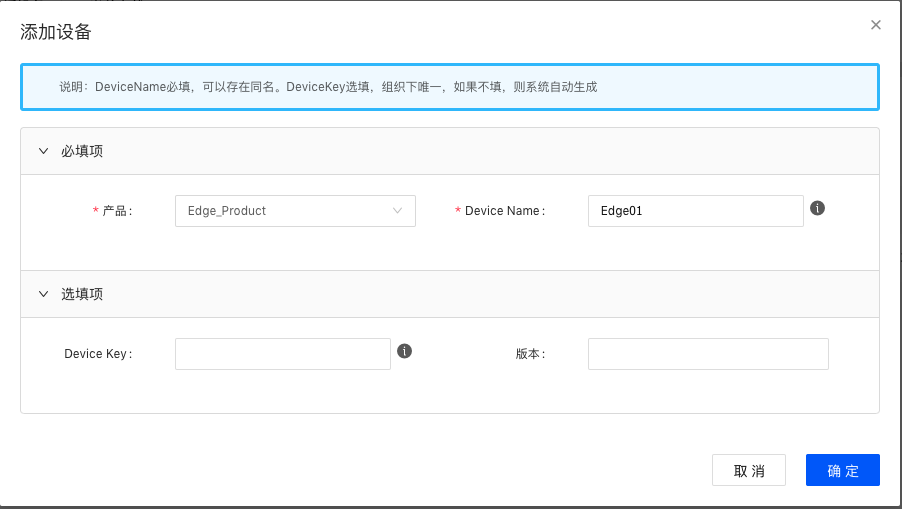 添加设备
说明：DeviceName必填，可以存在同名。DeviceKey选填，组织下唯一，如果不填，则系统自动生成
必填项
* 产品： Edge_Product * Device Name： Edge01
选填项
Device Key： 版本：
取 消 确 定